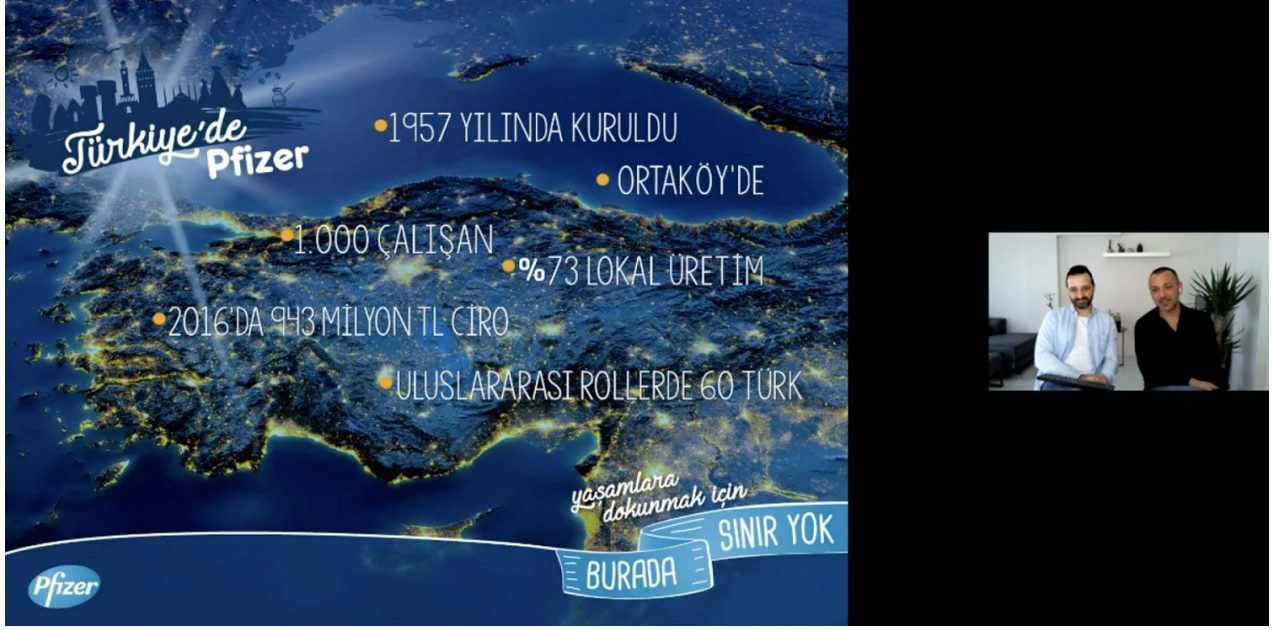 Türkiye'de
Pfizer
1957 YILINDA KURULDU
ORTAKÖY'DE
1.000 ÇALIŞAN
%73 LOKAL ÜRETİM
2016'DA 943 MİLYON TL CİRO
ULUSLARARASI ROLLERDE 60 TÜRK
yaşamlara
dokunmak için
SINIR YOK
BURADA
Pfizer